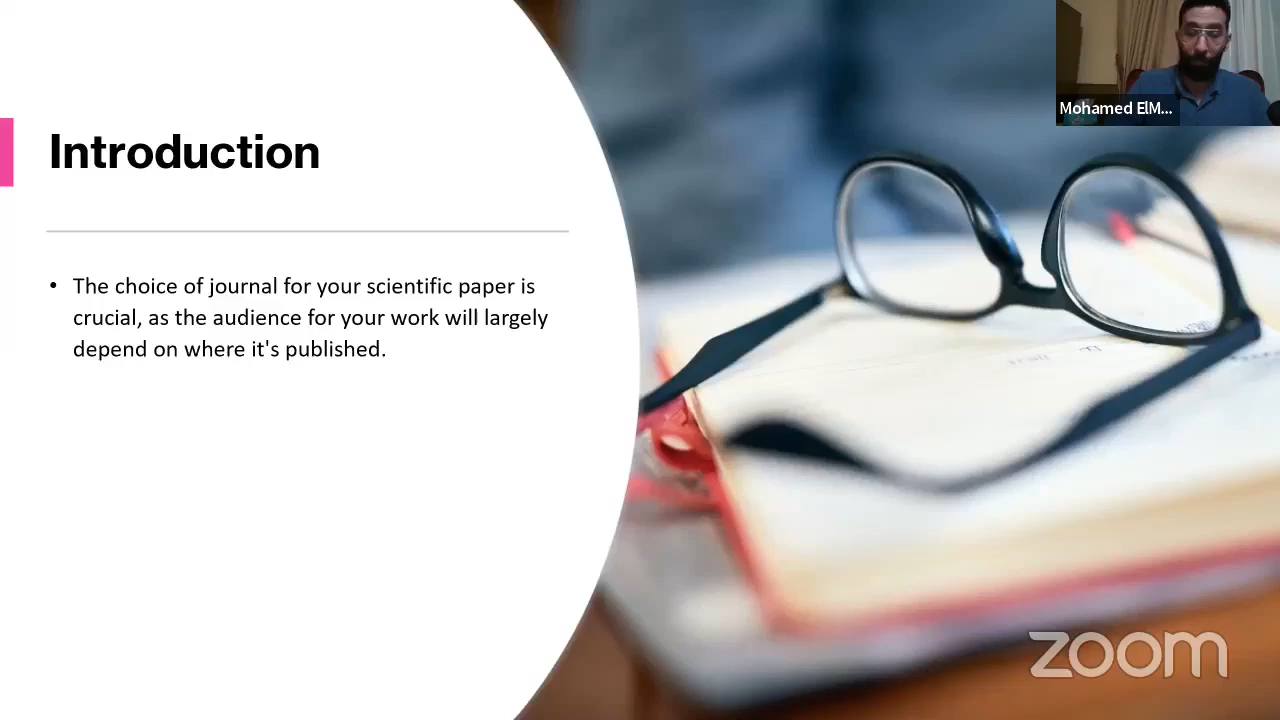 Introduction
• The choice of journal for your scientific paper is
crucial, as the audience for your work will largely
depend on where it's published.
Mohamed ElM...
zoom